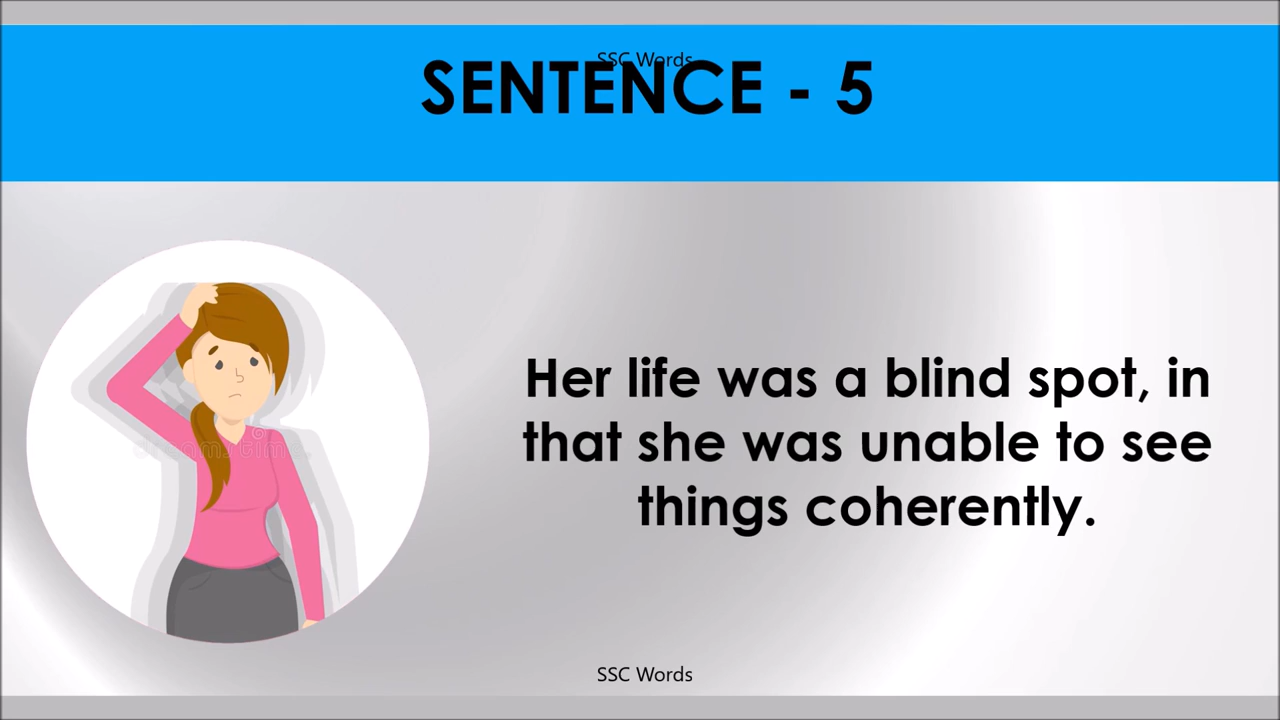 SSC Words
SENTENCE - 5
Her life was a blind spot, in
that she was unable to see
things coherently.
dreamstime
SSC Words